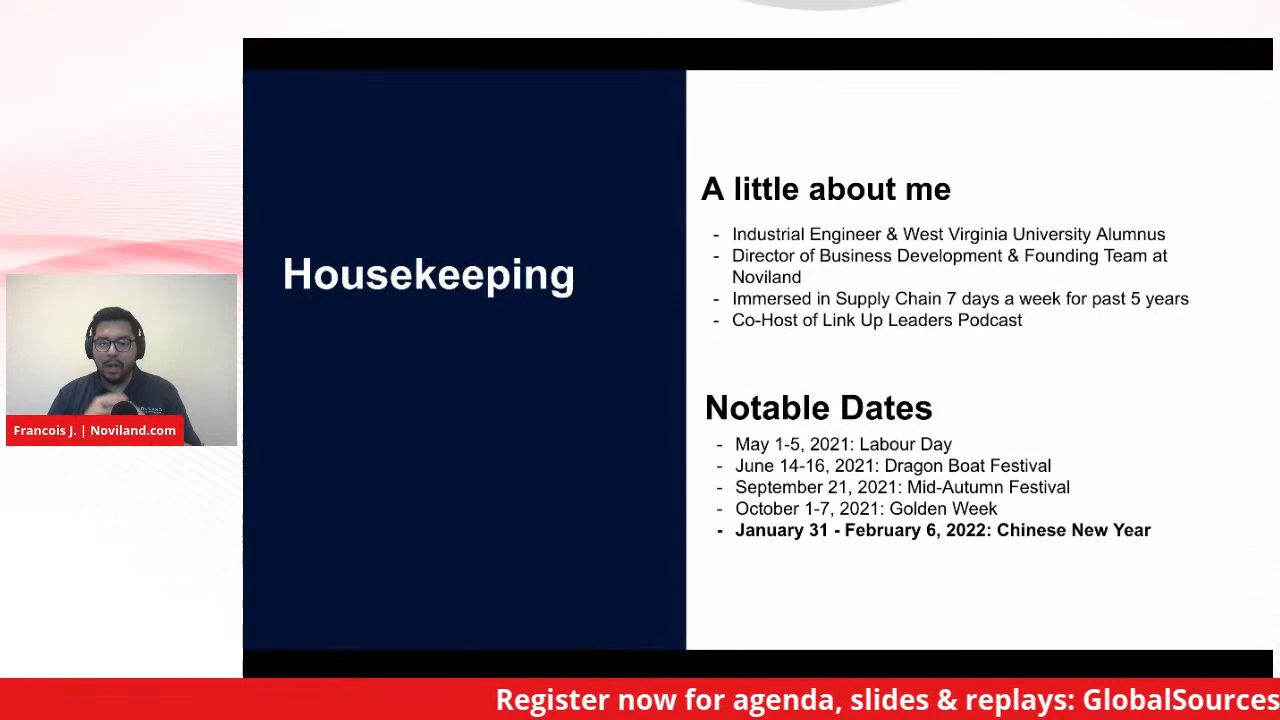 Housekeeping
A little about me
- Industrial Engineer & West Virginia University Alumnus
- Director of Business Development & Founding Team at
Noviland
- Immersed in Supply Chain 7 days a week for past 5 years
- Co-Host of Link Up Leaders Podcast
Notable Dates
- May 1-5, 2021: Labour Day
- June 14-16, 2021: Dragon Boat Festival
- September 21, 2021: Mid-Autumn Festival
- October 1-7, 2021: Golden Week
- January 31 - February 6, 2022: Chinese New Year
Francois J. | Noviland.com
Register now for agenda, slides & replays: GlobalSources